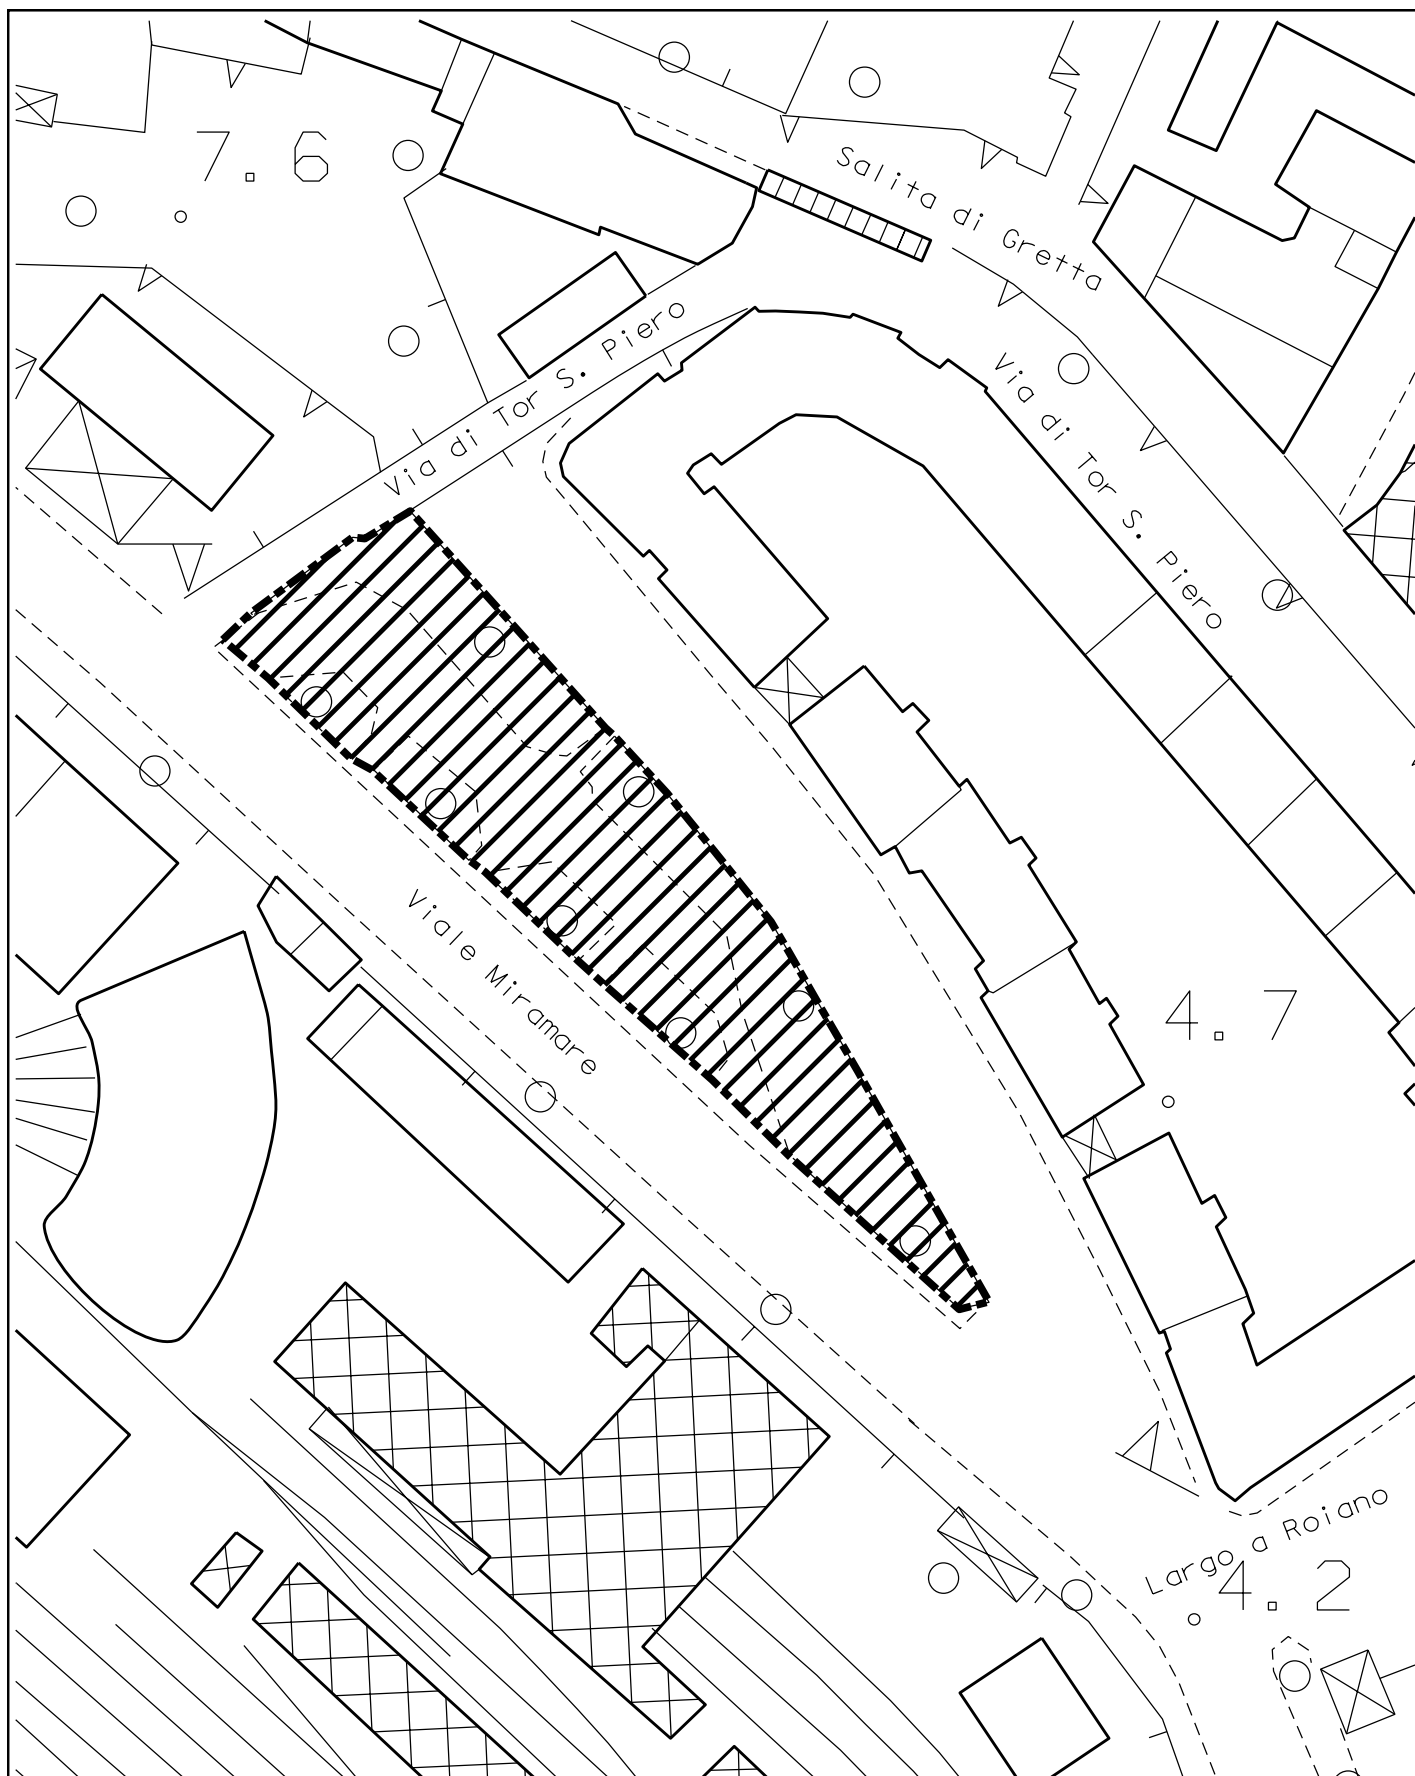 7.6
Salita di Gretta
Via di Tor S. Piero
Via di Tor S. Piero
Viale Miramare
4.7
Largo a Roiano
4.2